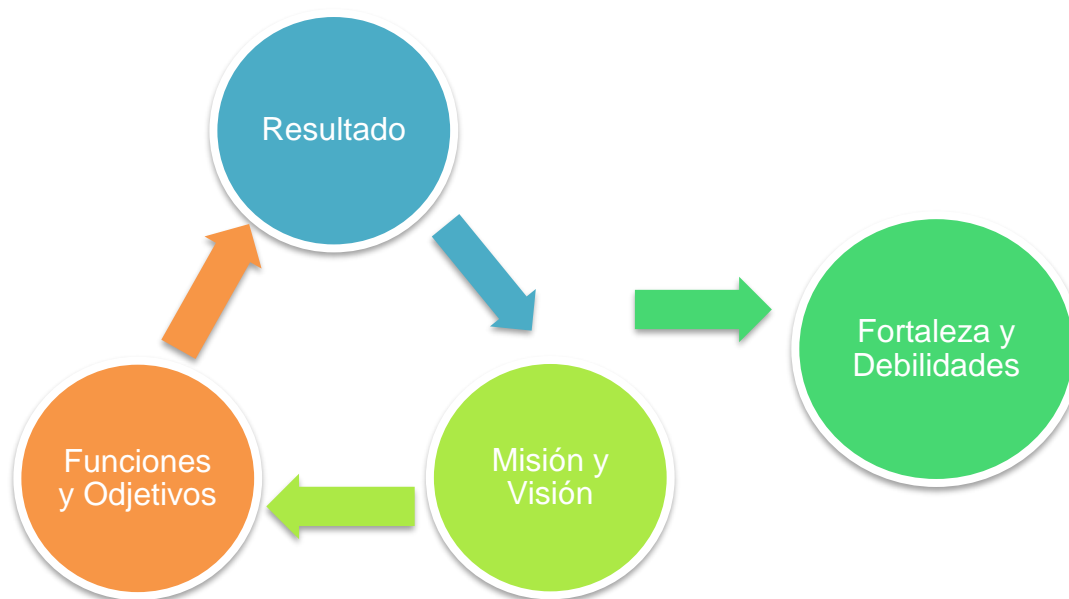 Resultado
Fortaleza y
Debilidades
Funciones
y Odjetivos
Misión y
Visión